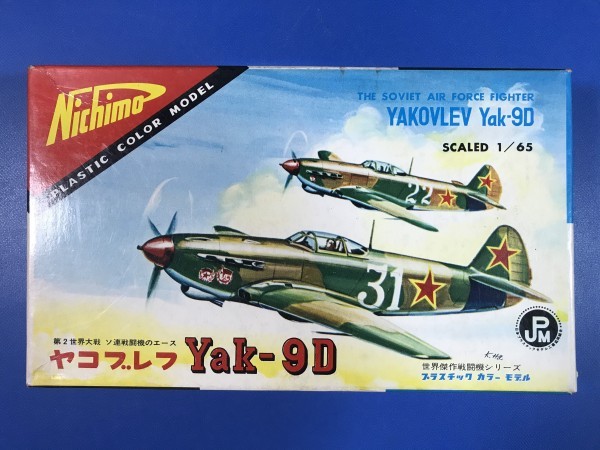 Nichimo
PLASTIC COLOR MODEL
THE SOVIET AIR FORCE FIGHTER
YAKOVLEV Yak-9D
SCALED 1/65
22
31
第2世界大戦 ソ連戦闘機のエース
ヤコブレフ Yak-9D
JPM
世界傑作戦闘機シリーズ
プラスチック カラー モデル